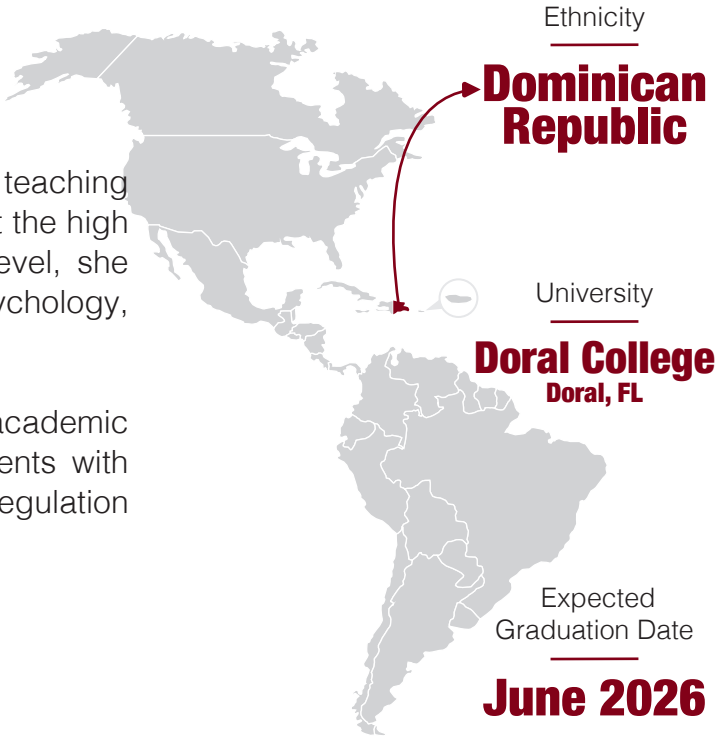 teaching
the high
evel, she
ychology,
academic
ents with
egulation
Ethnicity
Dominican
Republic
University
Doral College
Doral, FL
Expected
Graduation Date
June 2026